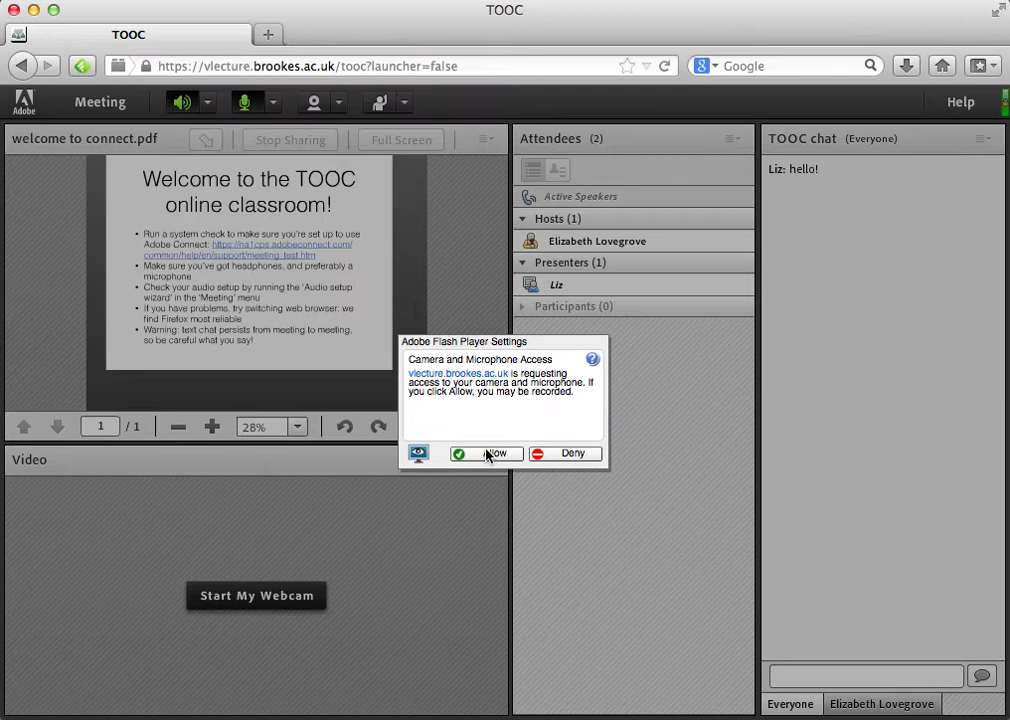 TOOC
TOOC
https://vlecture.brookes.ac.uk/tooc?launcher=false
Google
Adobe
Meeting
Help
welcome to connect.pdf
Stop Sharing
Full Screen
Attendees (2)
TOOC chat (Everyone)
Liz: hello!
Active Speakers
Hosts (1)
Elizabeth Lovegrove
Presenters (1)
Liz
Participants (0)
Welcome to the TOOC
online classroom!
• Run a system check to make sure you're set up to use
Adobe Connect: https://na1cps.adobeconnect.com/
common/help/en/support/meeting_test.htm
• Make sure you've got headphones, and preferably a
microphone
• Check your audio setup by running the 'Audio setup
wizard' in the 'Meeting' menu
• If you have problems, try switching web browser: we
find Firefox most reliable
• Warning: text chat persists from meeting to meeting,
so be careful what you say!
Adobe Flash Player Settings
Camera and Microphone Access
vlecture.brookes.ac.uk is requesting
access to your camera and microphone. If
you click Allow, you may be recorded.
Allow
Deny
1 / 1
28%
Video
Start My Webcam
Everyone
Elizabeth Lovegrove